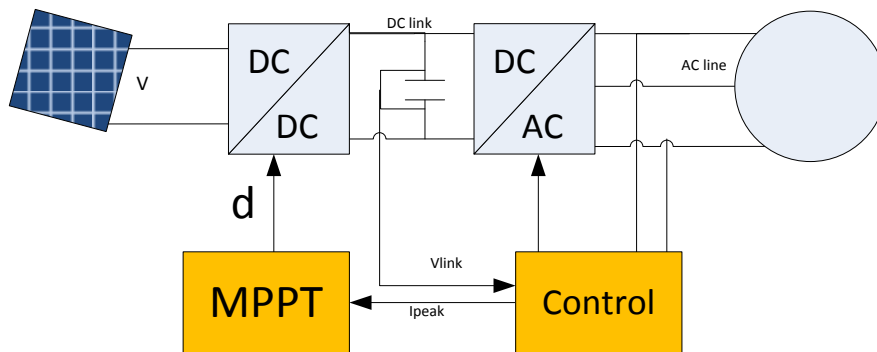 DC link
DC
DC
V
DC
AC
AC line
d
Vlink
MPPT
Ipeak
Control